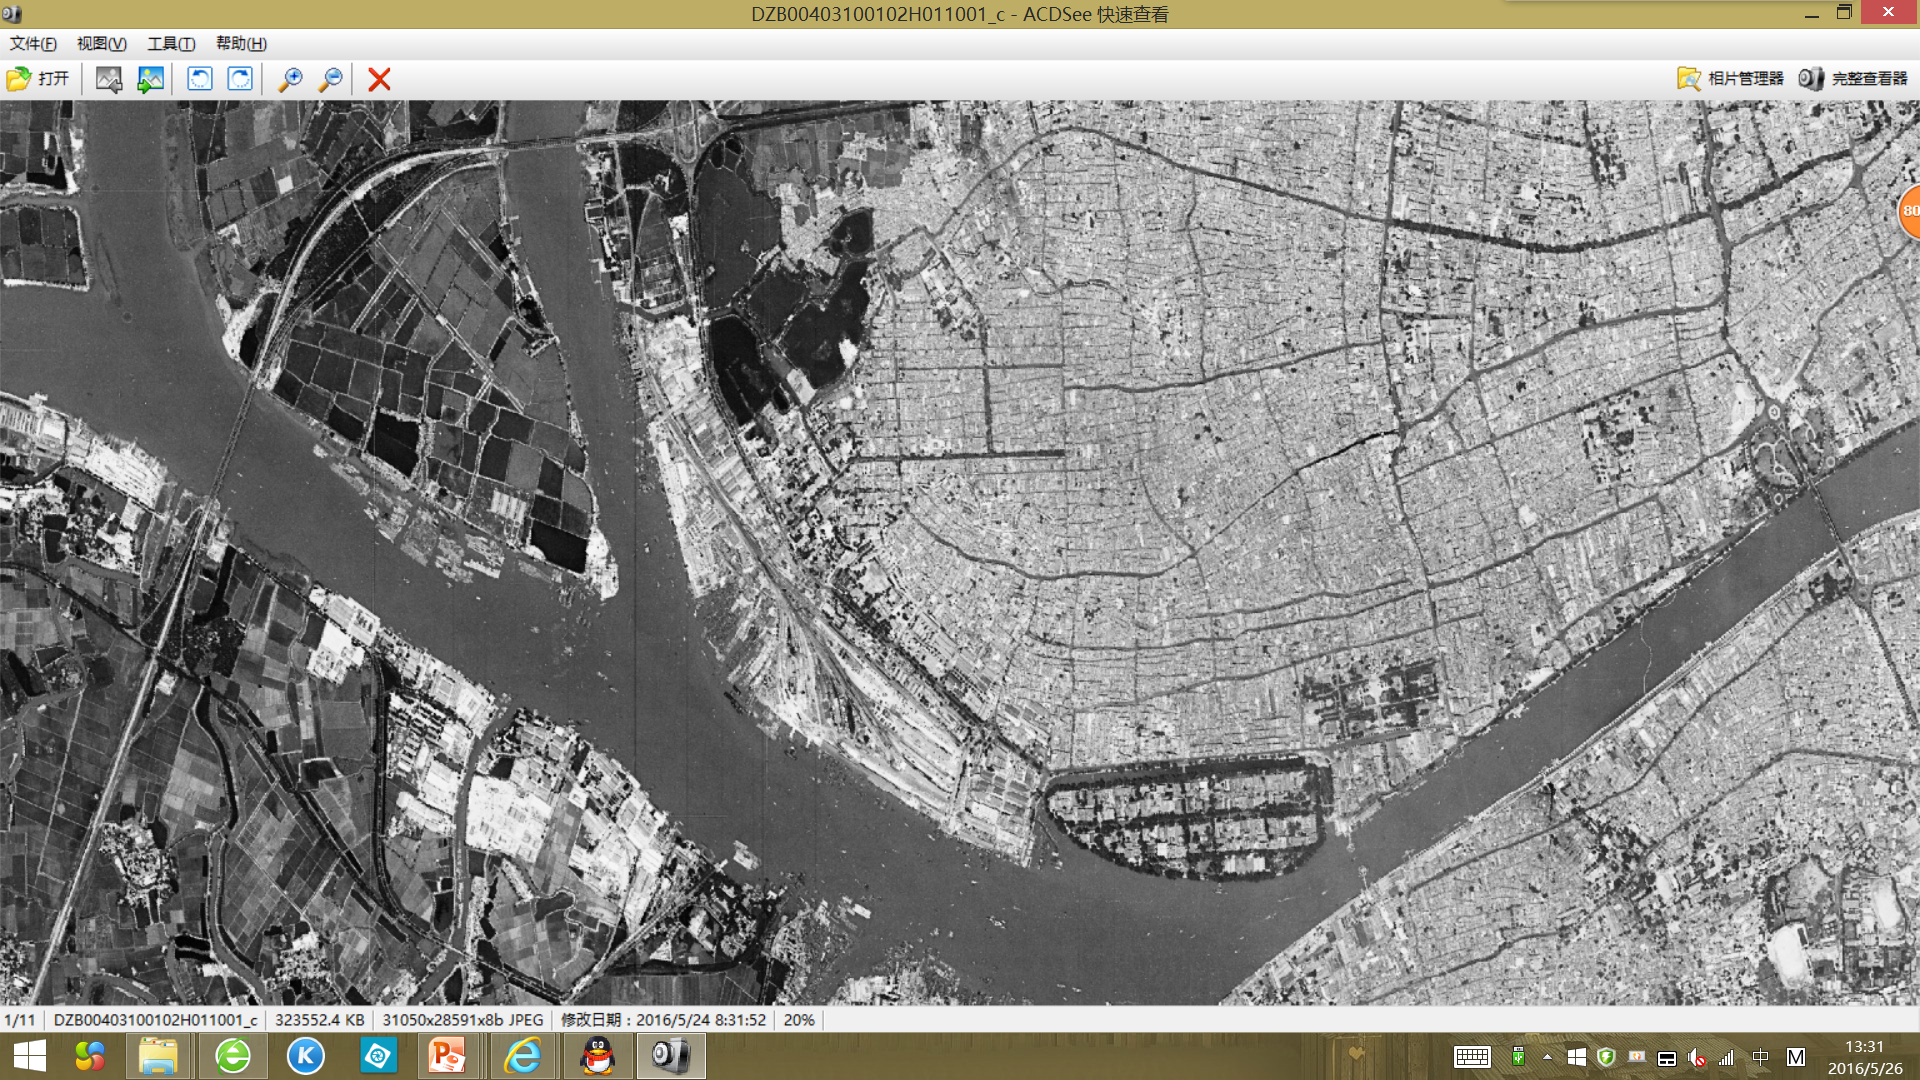 DZB00403100102H011001_c - ACDSee 快速查看
文件(F) 视图(V) 工具(T) 帮助(H)
打开 相片管理器 完整查看器
80
1/11 DZB00403100102H011001_c 323552.4 KB 31050x28591x8b JPEG 修改日期 : 2016/5/24 8:31:52 20%
中 M 13:31
2016/5/26